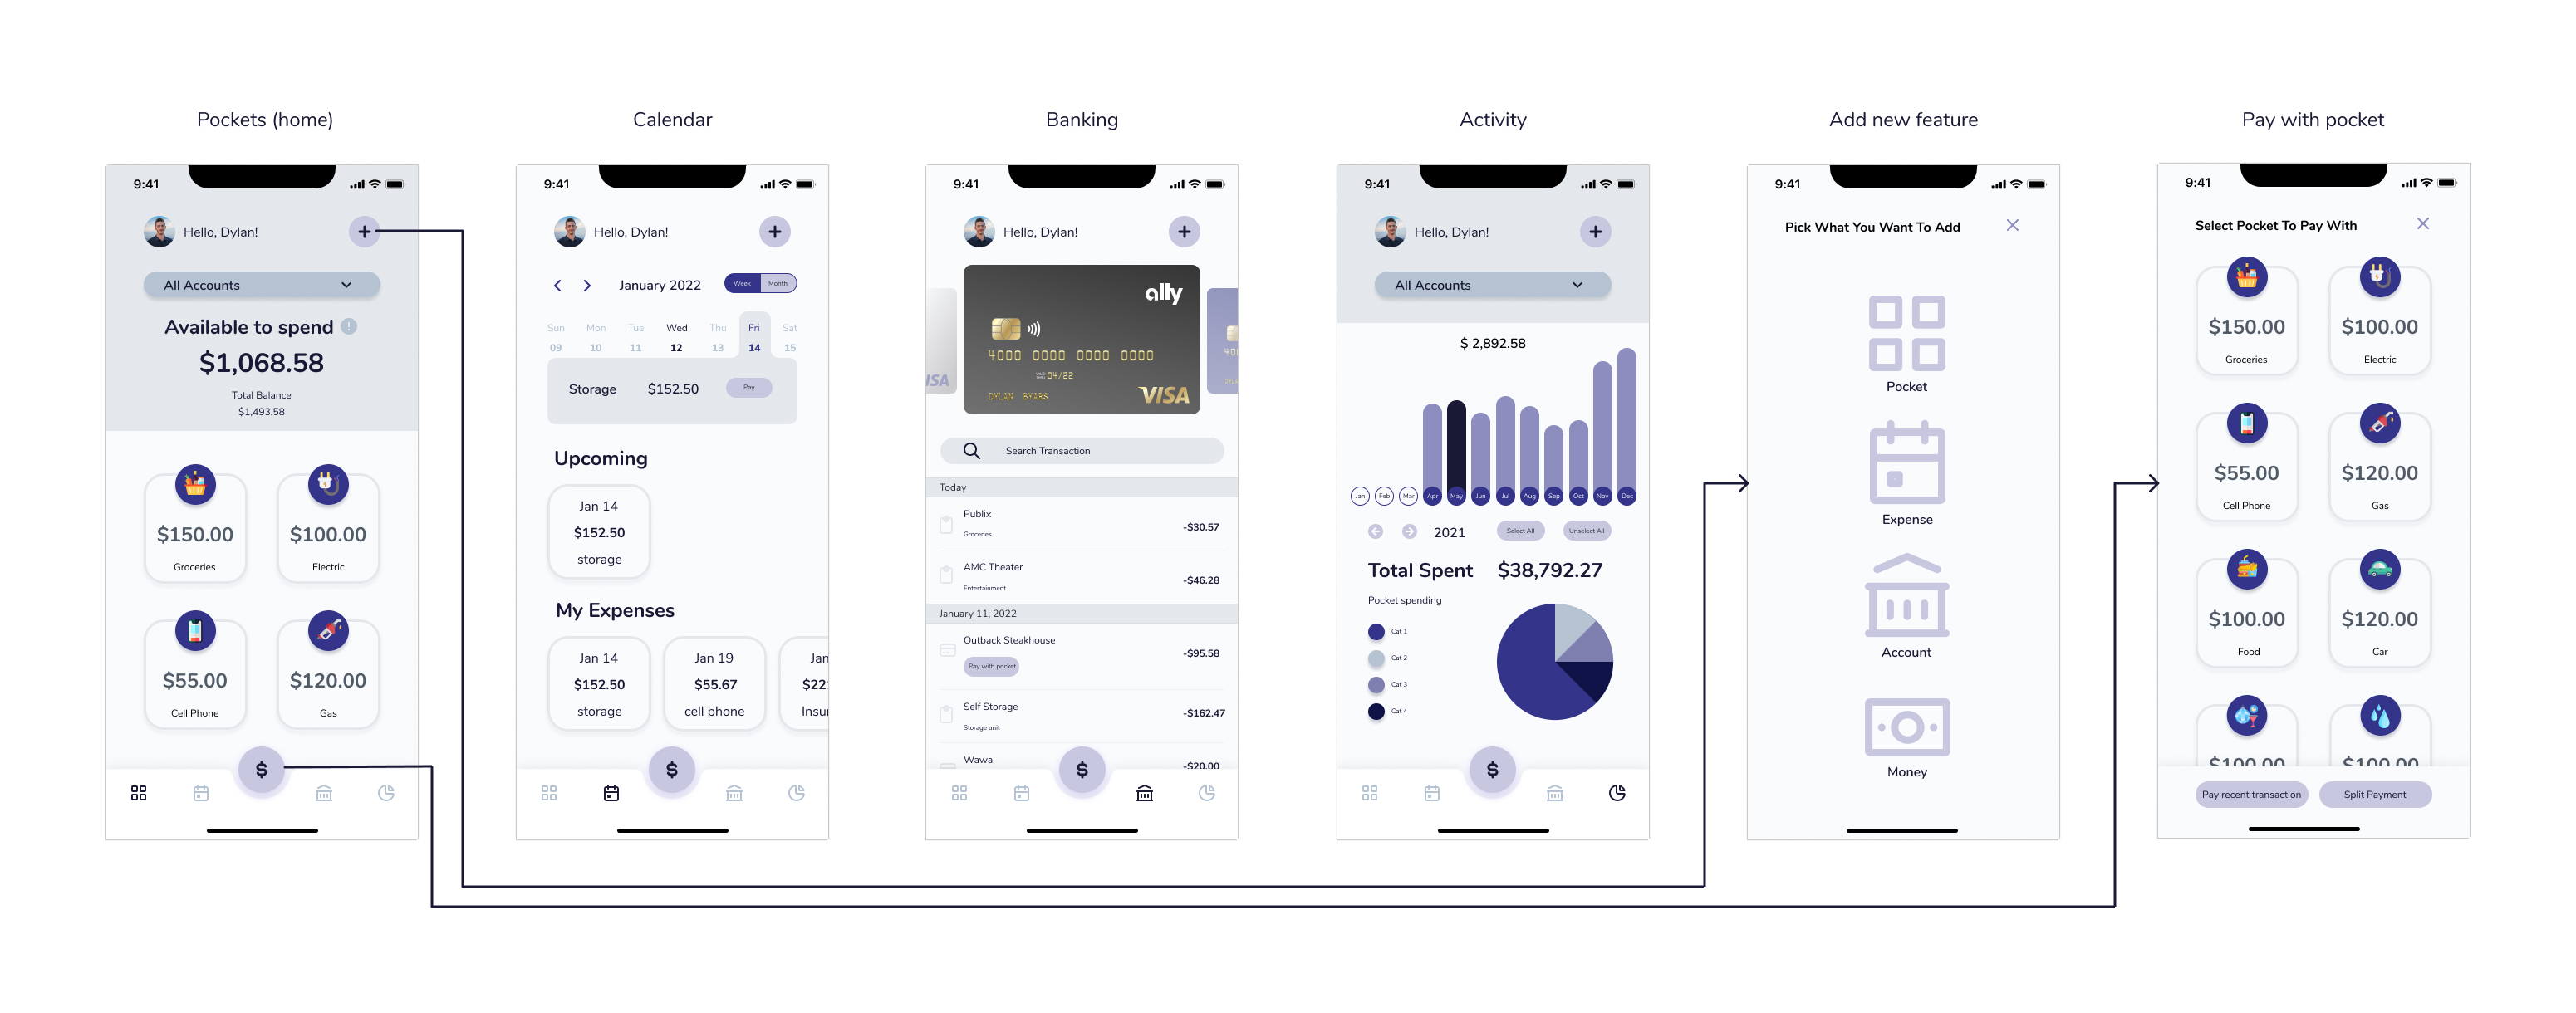 Pockets (home)
9:41
Hello, Dylan!
All Accounts
Available to spend
$1,068.58
Total Balance
$1,493.58
$150.00
Groceries
$100.00
Electric
$55.00
Cell Phone
$120.00
Gas
$
Calendar
9:41
Hello, Dylan!
January 2022
Week Month
Sun Mon Tue Wed Thu Fri Sat
09 10 11 12 13 14 15
Storage $152.50 Pay
Upcoming
Jan 14
$152.50
storage
My Expenses
Jan 14
$152.50
storage
Jan 19
$55.67
cell phone
Jan
$22
Insu
$
Banking
9:41
Hello, Dylan!
ally
4000 0000 0000 0000
04/22
DYLAN BYARS
VISA
ISA
Search Transaction
Today
Publix
Groceries
-$30.57
AMC Theater
Entertainment
-$46.28
January 11, 2022
Outback Steakhouse
Pay with pocket
-$95.58
Self Storage
Storage unit
-$162.47
Wawa
-$20.00
$
Activity
9:41
Hello, Dylan!
All Accounts
$ 2,892.58
Jan Feb Mar Apr May Jun Jul Aug Sep Oct Nov Dec
2021 Select All Unselect All
Total Spent $38,792.27
Pocket spending
Cat 1
Cat 2
Cat 3
Cat 4
$
Add new feature
9:41
Pick What You Want To Add
Pocket
Expense
Account
Money
Pay with pocket
9:41
Select Pocket To Pay With
$150.00
Groceries
$100.00
Electric
$55.00
Cell Phone
$120.00
Gas
$100.00
Food
$120.00
Car
$100.00
$100.00
Pay recent transaction
Split Payment